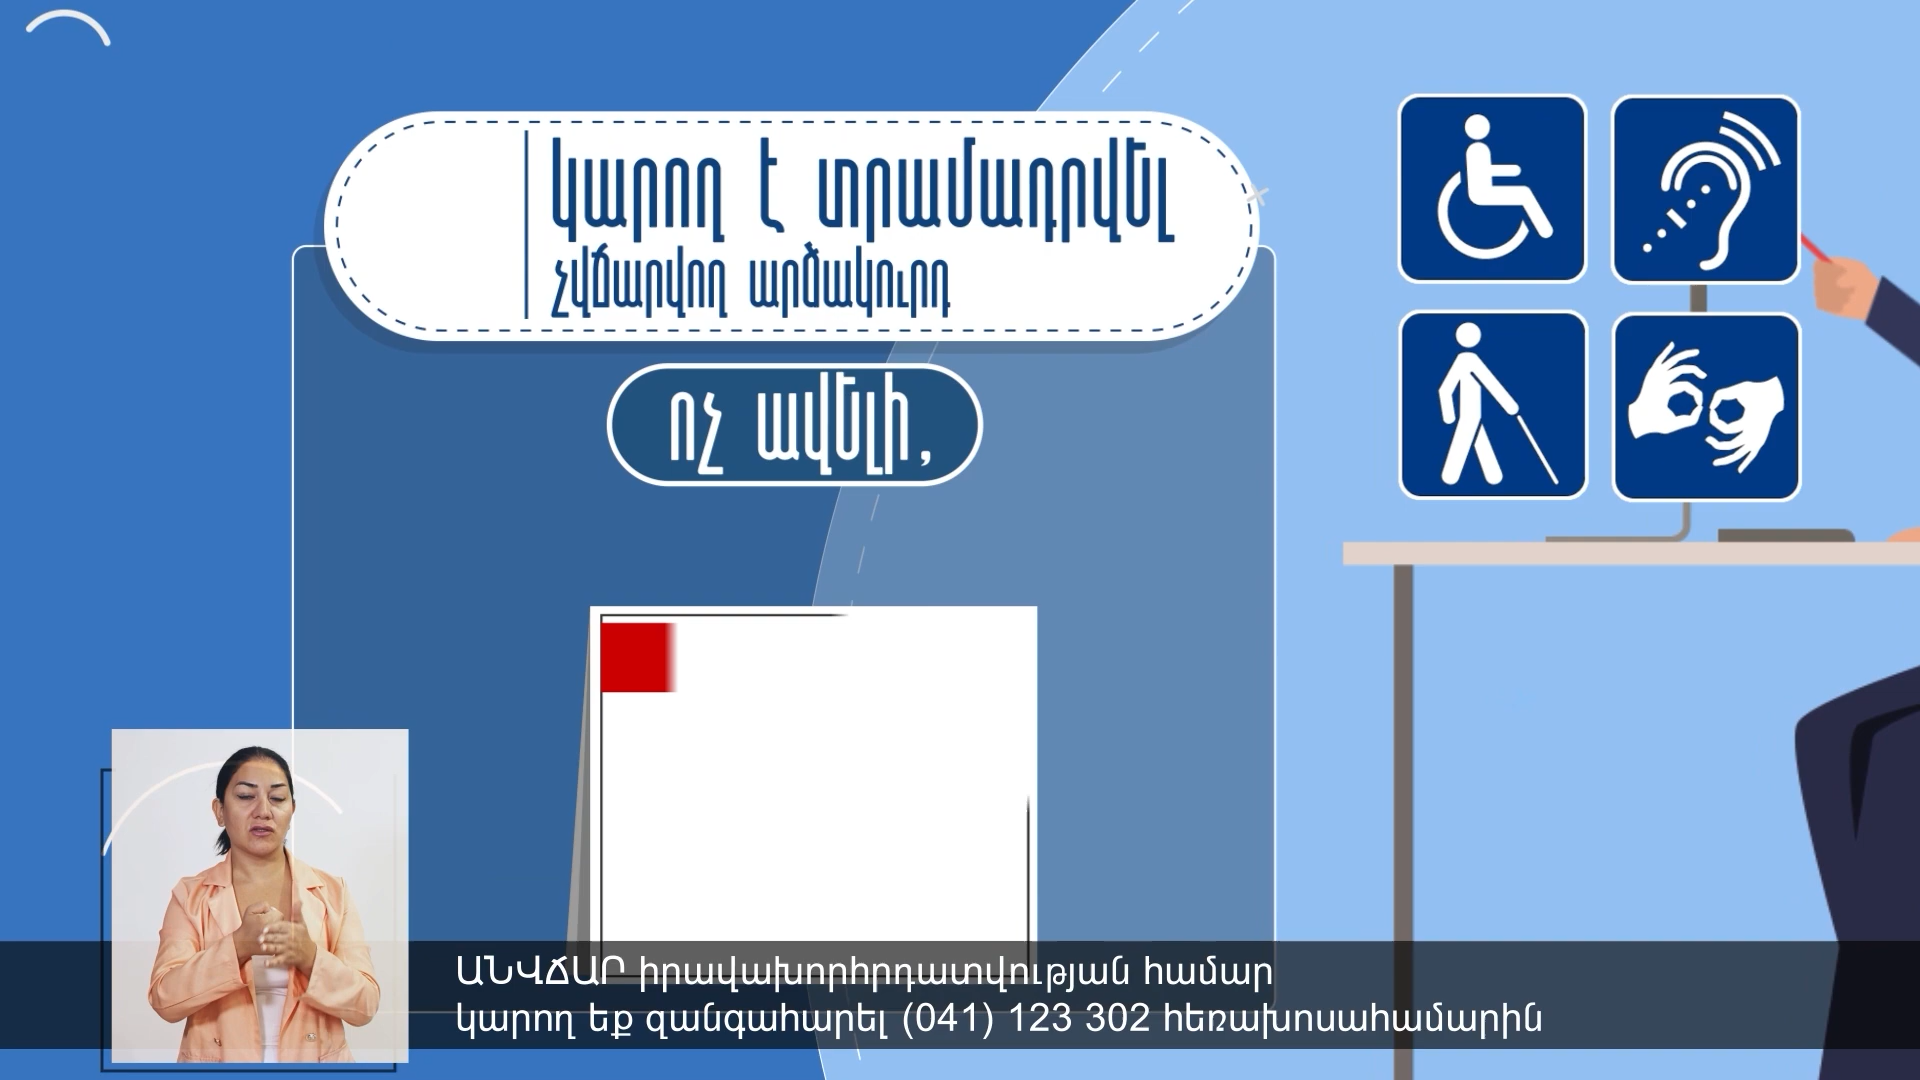 կարող է տրամադրվել
չվճարվող արձակուրդ
ոչ ավելի,
ԱՆՎՃԱՐ իրավախորհրդատվության համար
կարող եք զանգահարել (041) 123 302 հեռախոսահամարին